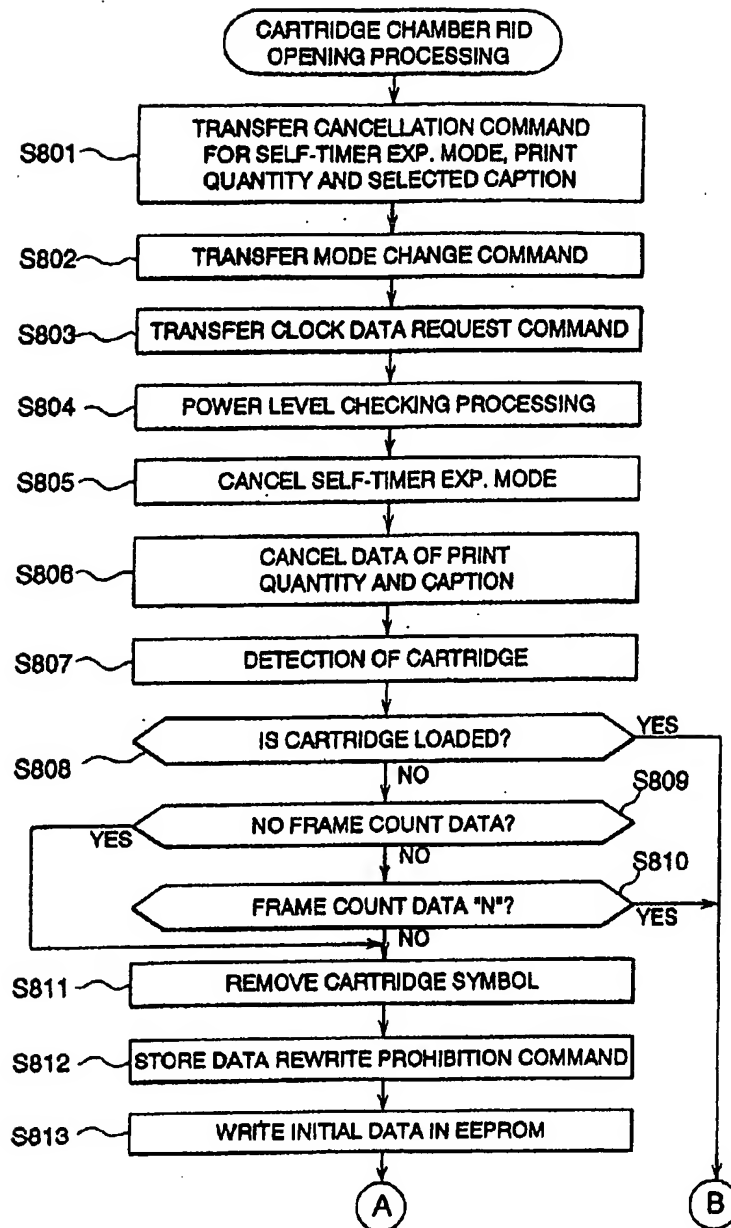 CARTRIDGE CHAMBER RID
OPENING PROCESSING
S801
TRANSFER CANCELLATION COMMAND
FOR SELF-TIMER EXP. MODE, PRINT
QUANTITY AND SELECTED CAPTION
S802
TRANSFER MODE CHANGE COMMAND
S803
TRANSFER CLOCK DATA REQUEST COMMAND
S804
POWER LEVEL CHECKING PROCESSING
S805
CANCEL SELF-TIMER EXP. MODE
S806
CANCEL DATA OF PRINT
QUANTITY AND CAPTION
S807
DETECTION OF CARTRIDGE
S808
IS CARTRIDGE LOADED?
YES
NO
S809
NO FRAME COUNT DATA?
YES
NO
S810
FRAME COUNT DATA "N"?
YES
NO
S811
REMOVE CARTRIDGE SYMBOL
S812
STORE DATA REWRITE PROHIBITION COMMAND
S813
WRITE INITIAL DATA IN EEPROM
A
B